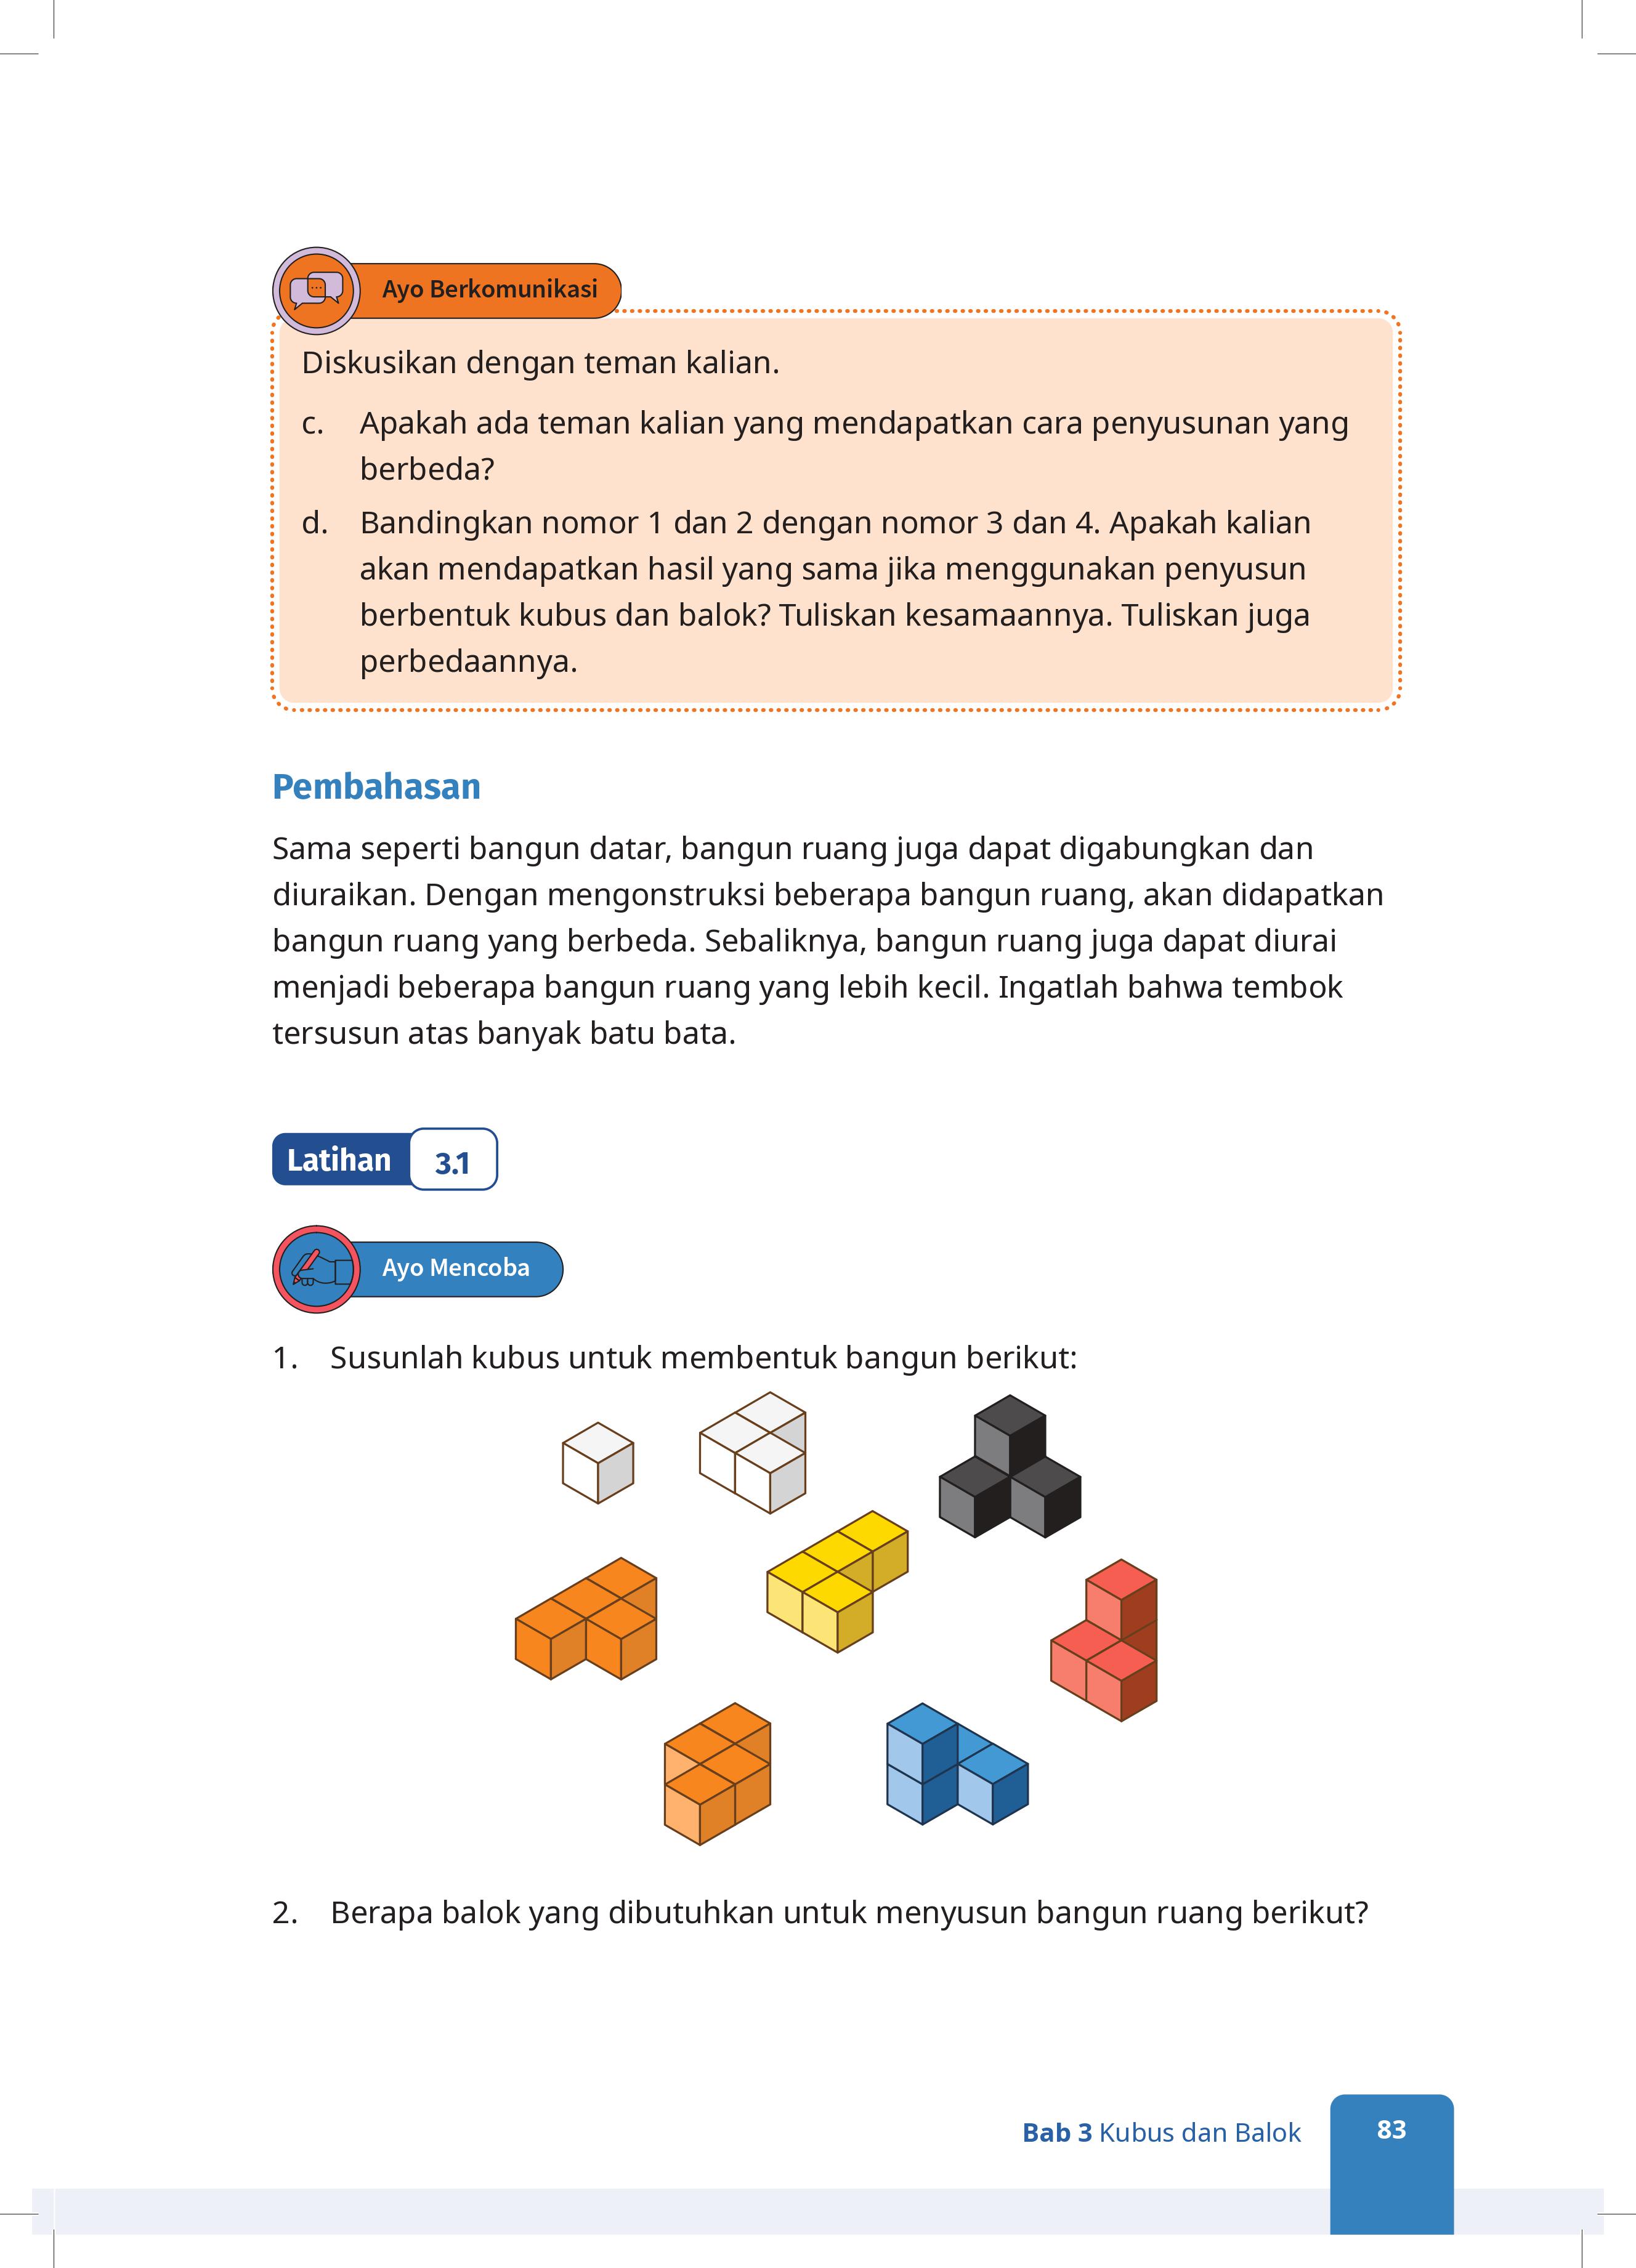 Ayo Berkomunikasi
Diskusikan dengan teman kalian.
c. Apakah ada teman kalian yang mendapatkan cara penyusunan yang
berbeda?
d. Bandingkan nomor 1 dan 2 dengan nomor 3 dan 4. Apakah kalian
akan mendapatkan hasil yang sama jika menggunakan penyusun
berbentuk kubus dan balok? Tuliskan kesamaannya. Tuliskan juga
perbedaannya.
Pembahasan
Sama seperti bangun datar, bangun ruang juga dapat digabungkan dan
diuraikan. Dengan mengonstruksi beberapa bangun ruang, akan didapatkan
bangun ruang yang berbeda. Sebaliknya, bangun ruang juga dapat diurai
menjadi beberapa bangun ruang yang lebih kecil. Ingatlah bahwa tembok
tersusun atas banyak batu bata.
Latihan 3.1
Ayo Mencoba
1. Susunlah kubus untuk membentuk bangun berikut:
2. Berapa balok yang dibutuhkan untuk menyusun bangun ruang berikut?
Bab 3 Kubus dan Balok 83